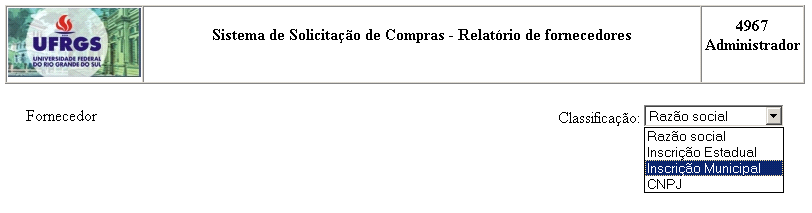 UFRGS
UNIVERSIDADE FEDERAL
DO RIO GRANDE DO SUL
Sistema de Solicitação de Compras - Relatório de fornecedores
4967
Administrador
Fornecedor
Classificação: Razão social
Razão social
Inscrição Estadual
Inscrição Municipal
CNPJ